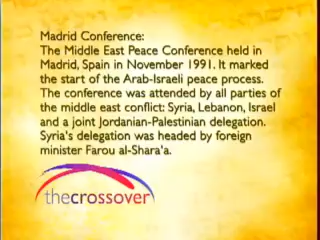 Madrid Conference:
The Middle East Peace Conference held in
Madrid, Spain in November 1991. It marked
the start of the Arab-Israeli peace process.
The conference was attended by all parties of
the middle east conflict: Syria, Lebanon, Israel
and a joint Jordanian-Palestinian delegation.
Syria's delegation was headed by foreign
minister Farou al-Shara'a.
thecrossover